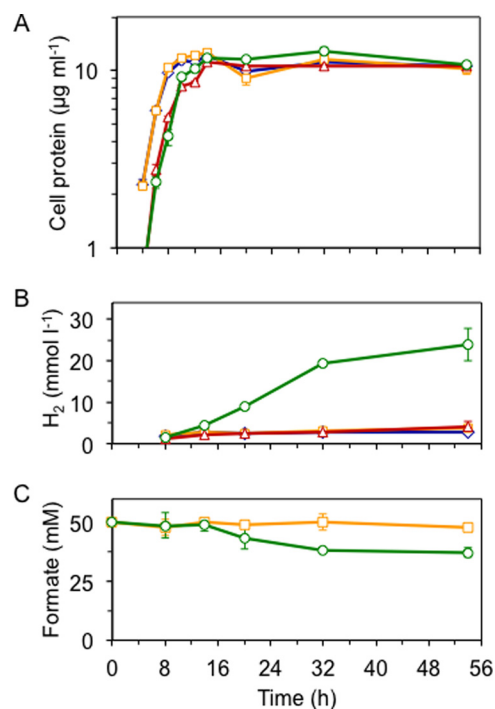 A
Cell protein (µg ml-1)
10
1
B
H2 (mmol l-1)
30
20
10
0
C
Formate (mM)
50
25
0
0 8 16 24 32 40 48 56
Time (h)